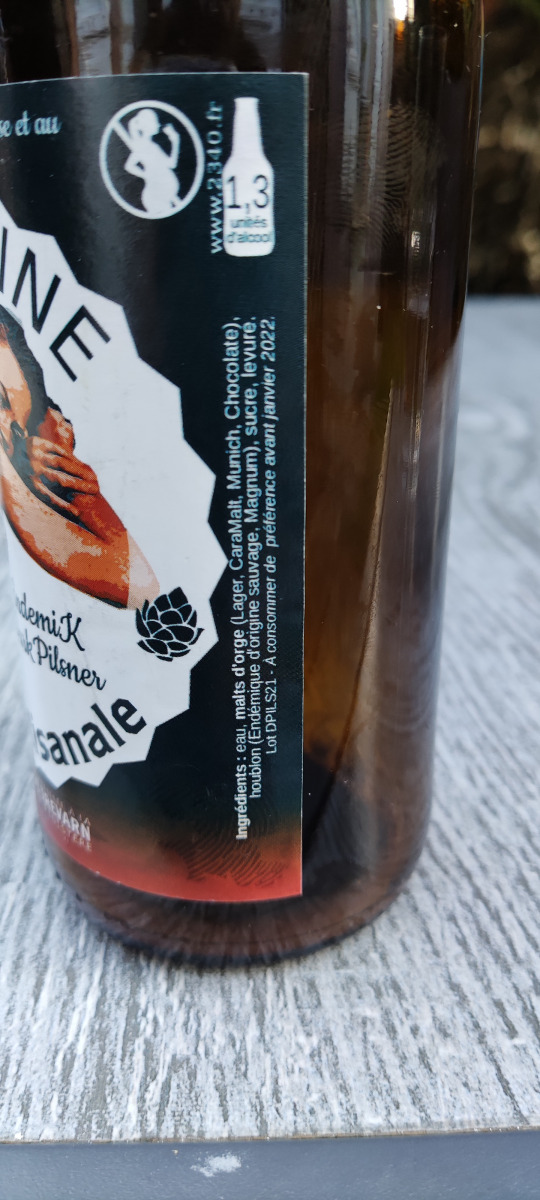 se et au
www.2340.fr
1,3
unités
d'alcool
INE
ndemiK
k Pilsner
sanale
Ingrédients : eau, malts d'orge (Lager, CaraMalt, Munich, Chocolate),
houblon (Endémique d'origine sauvage, Magnum), sucre, levure.
Lot DPILS21 - À consommer de préférence avant janvier 2022.